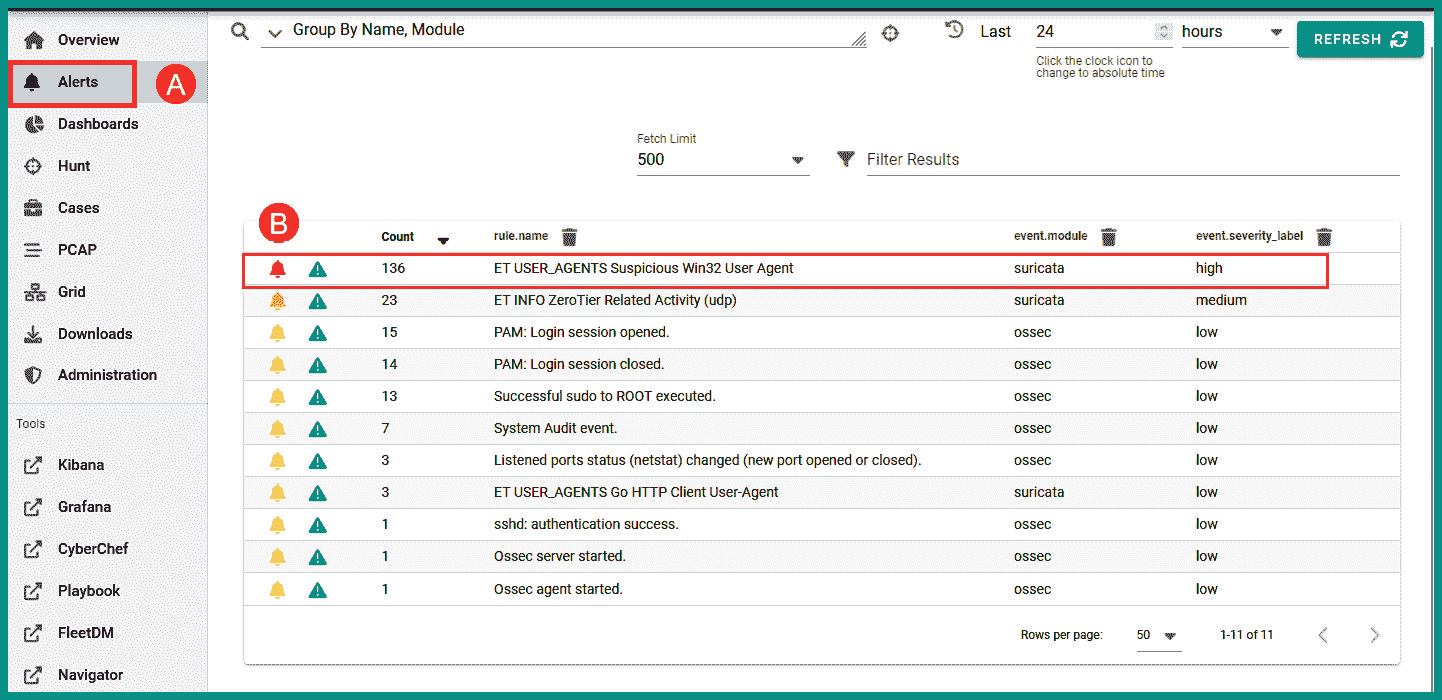 Overview
Alerts
A
Dashboards
Hunt
Cases
PCAP
Grid
Downloads
Administration
Tools
Kibana
Grafana
CyberChef
Playbook
FleetDM
Navigator
Group By Name, Module
Last 24 hours
REFRESH
Click the clock icon to
change to absolute time
Fetch Limit
500
Filter Results
B
Count rule.name event.module event.severity_label
136 ET USER_AGENTS Suspicious Win32 User Agent suricata high
23 ET INFO ZeroTier Related Activity (udp) suricata medium
15 PAM: Login session opened. ossec low
14 PAM: Login session closed. ossec low
13 Successful sudo to ROOT executed. ossec low
7 System Audit event. ossec low
3 Listened ports status (netstat) changed (new port opened or closed). ossec low
3 ET USER_AGENTS Go HTTP Client User-Agent suricata low
1 sshd: authentication success. ossec low
1 Ossec server started. ossec low
1 Ossec agent started. ossec low
Rows per page: 50 1-11 of 11